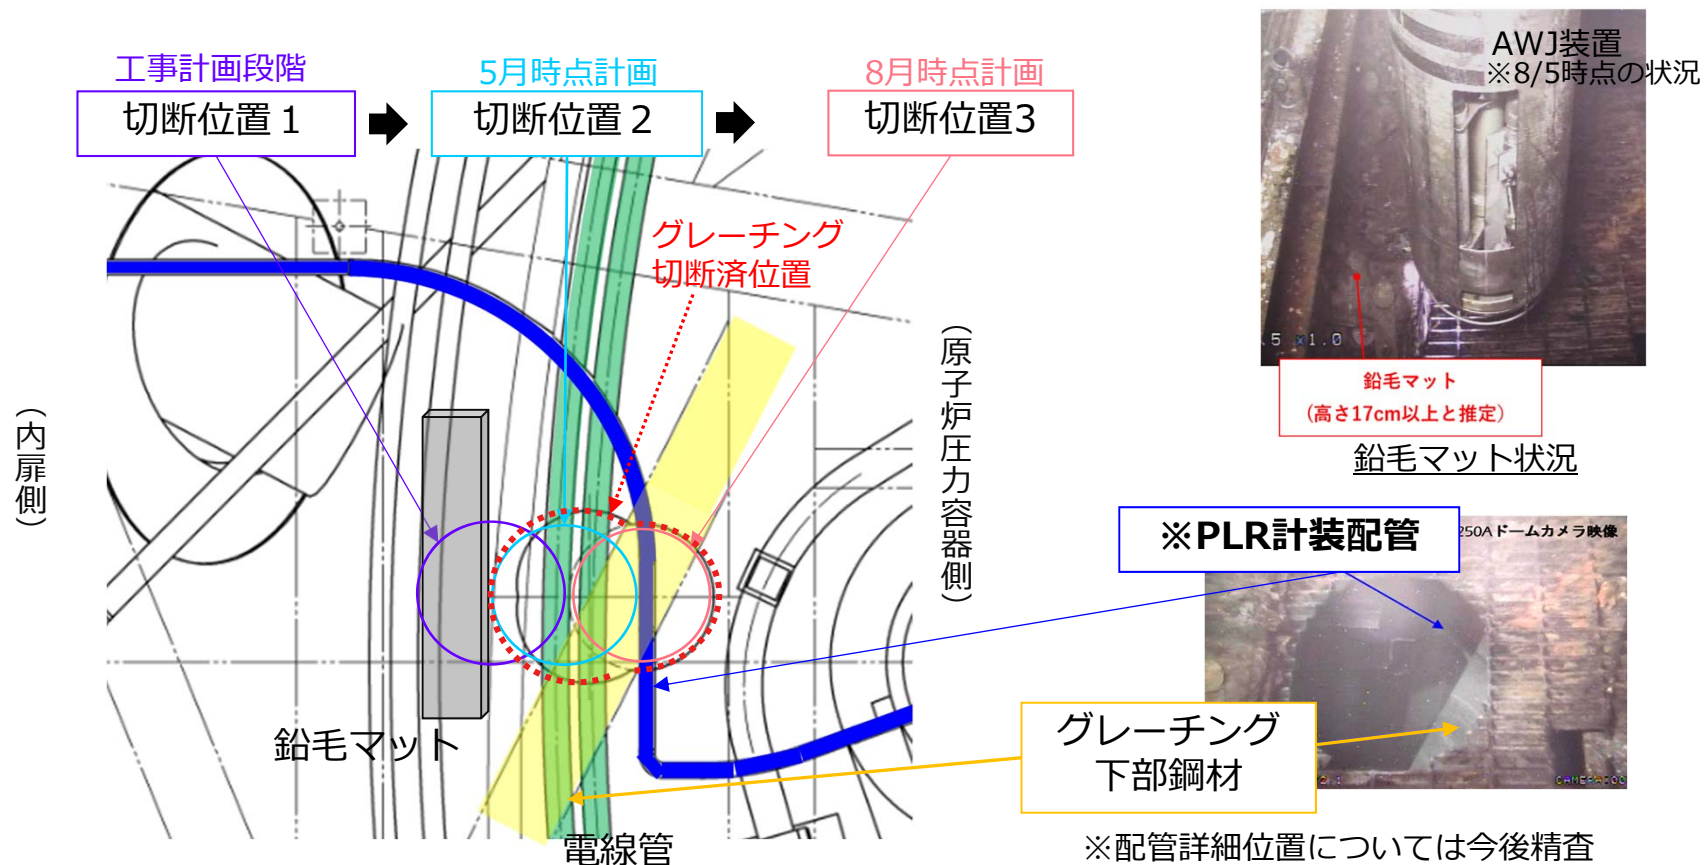 工事計画段階
切断位置１
5月時点計画
切断位置２
8月時点計画
切断位置3
グレーチング
切断済位置
（内扉側）
（原子炉圧力容器側）
鉛毛マット
電線管
AWJ装置
※8/5時点の状況
.5 x1.0
鉛毛マット
(高さ17cm以上と推定)
鉛毛マット状況
※PLR計装配管
250Aドームカメラ映像
グレーチング
下部鋼材
※配管詳細位置については今後精査